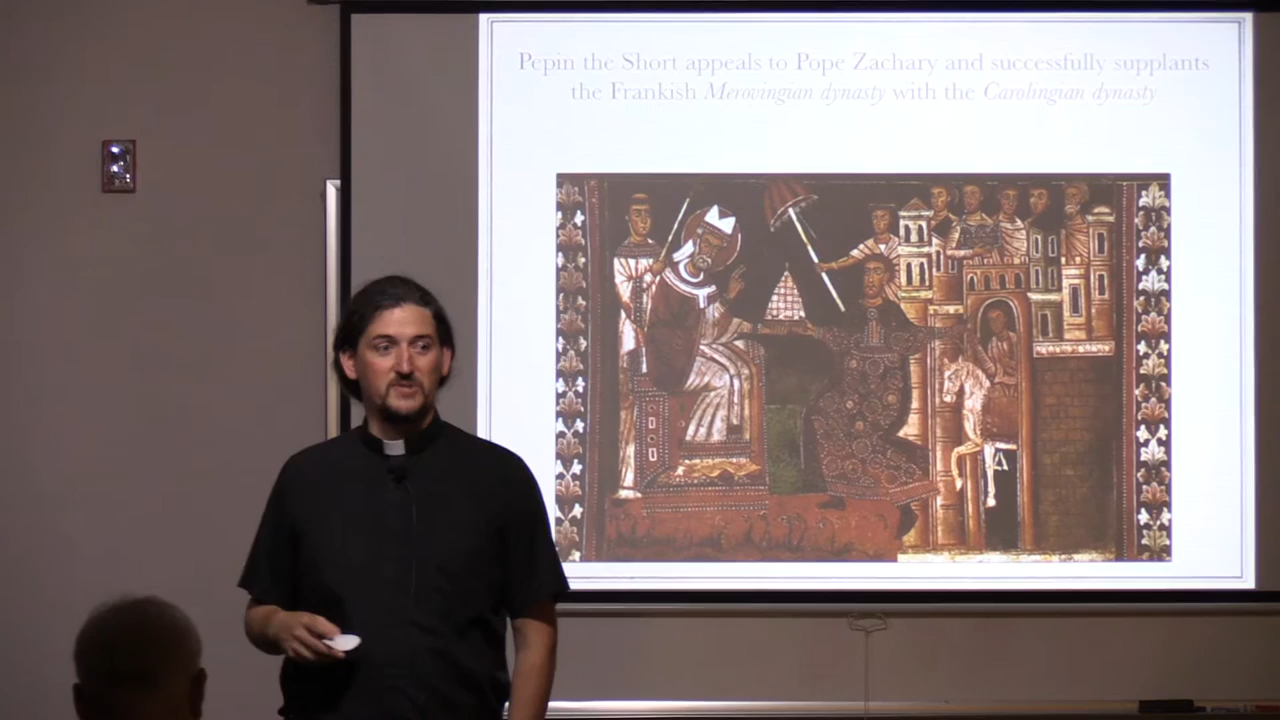 Pepin the Short appeals to Pope Zachary and successfully supplants
the Frankish Merovingian dynasty with the Carolingian dynasty